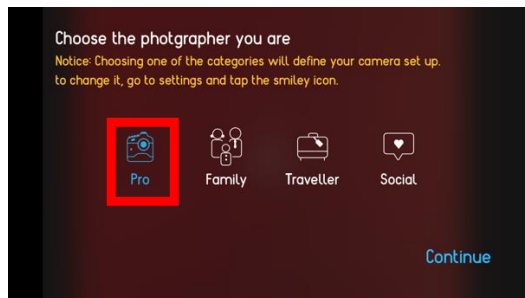 Choose the photgrapher you are
Notice: Choosing one of the categories will define your camera set up.
to change it, go to settings and tap the smiley icon.
Pro Family Traveller Social
Continue